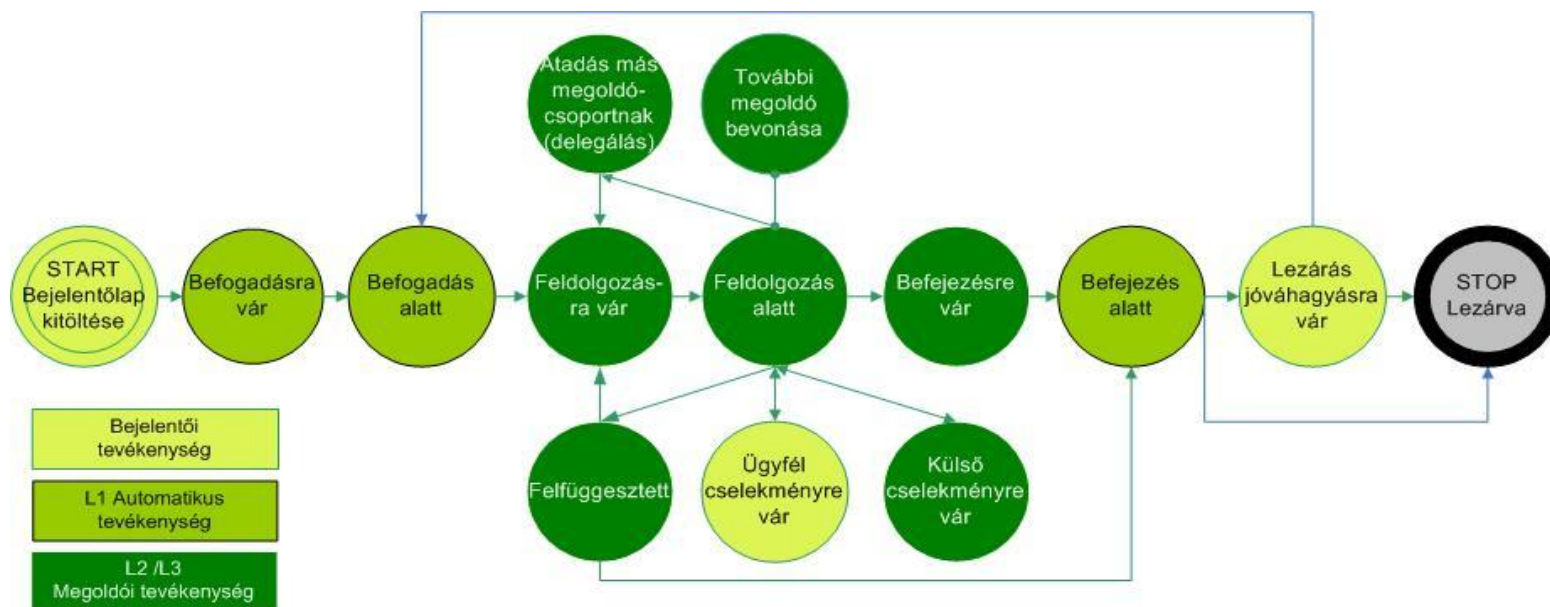 Átadás más
megoldó-
csoportnak
(delegálás)
További
megoldó
bevonása
START
Bejelentőlap
kitöltése
Befogadásra
vár
Befogadás
alatt
Feldolgozás-
ra vár
Feldolgozás
alatt
Befejezésre
vár
Befejezés
alatt
Lezárás
jóváhagyásra
vár
STOP
Lezárva
Felfüggesztett
Ügyfél
cselekményre
vár
Külső
cselekményre
vár
Bejelentői
tevékenység
L1 Automatikus
tevékenység
L2 /L3
Megoldói tevékenység